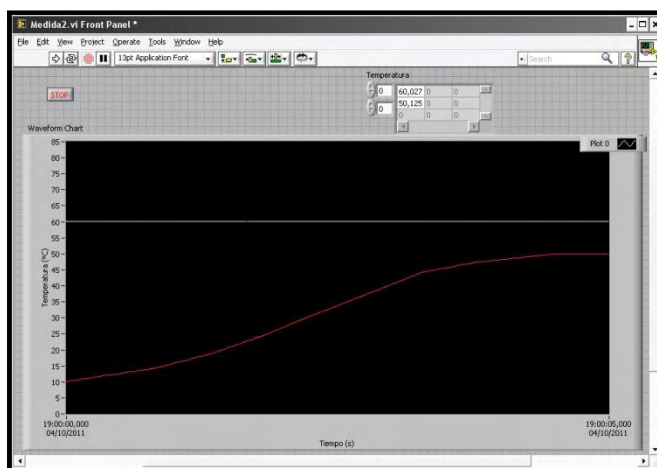 Medida2.vi Front Panel *
File Edit View Project Operate Tools Window Help
13pt Application Font
Search
?
STOP
Temperatura
0 60,027 0 0
0 50,125 0 0
0 0 0
Waveform Chart
Plot 0
Temperatura (ºC)
85
80
75
70
65
60
55
50
45
40
35
30
25
20
15
10
5
0
19:00:00,000
04/10/2011
19:00:05,000
04/10/2011
Tiempo (s)